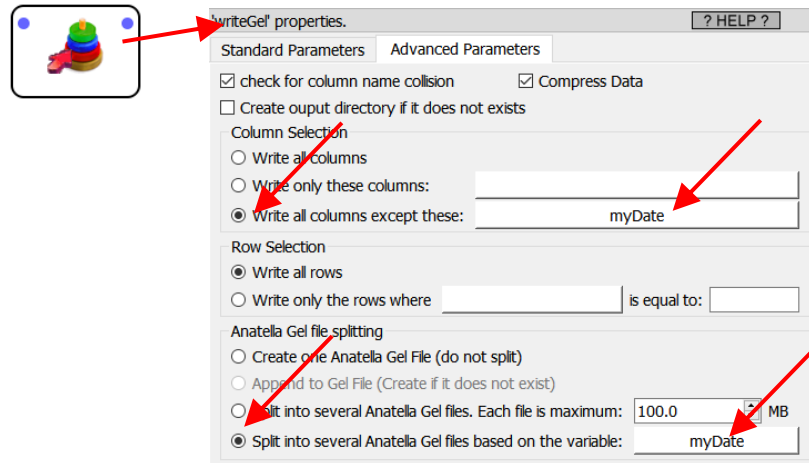 'writeGel' properties.
? HELP ?
Standard Parameters
Advanced Parameters
check for column name collision
Compress Data
Create ouput directory if it does not exists
Column Selection
Write all columns
Write only these columns:
Write all columns except these:
myDate
Row Selection
Write all rows
Write only the rows where
is equal to:
Anatella Gel file splitting
Create one Anatella Gel File (do not split)
Append to Gel File (Create if it does not exist)
Split into several Anatella Gel files. Each file is maximum:
100.0
MB
Split into several Anatella Gel files based on the variable:
myDate